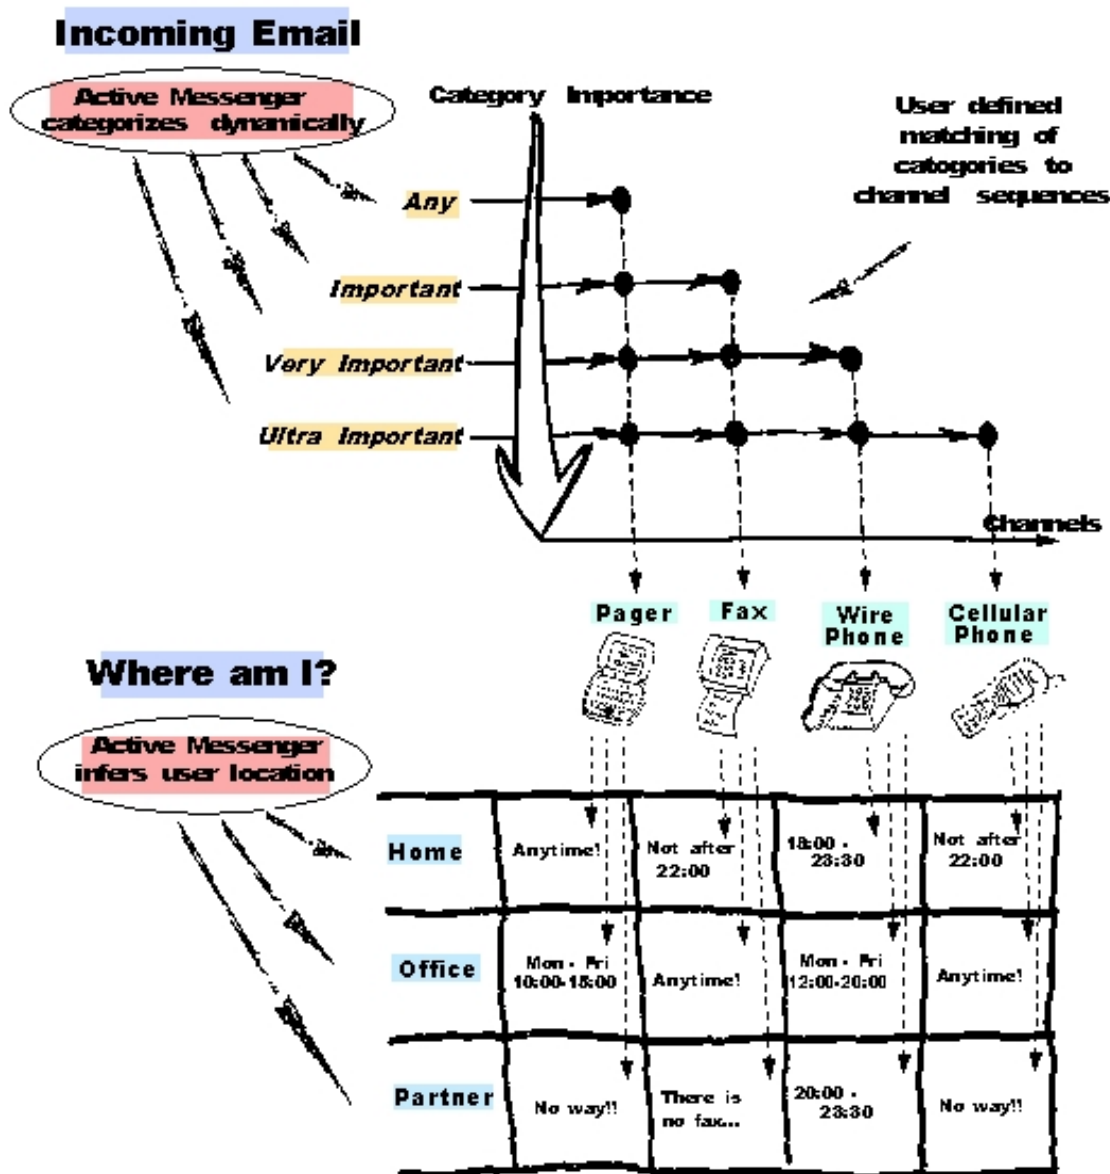 Incoming Email
Active Messenger
categorizes dynamically
Category Importance
User defined
matching of
catogories to
channel sequences
Any
Important
Very Important
Ultra Important
Channels
Pager
Fax
Wire
Phone
Cellular
Phone
Where am I?
Active Messenger
infers user location
Home
Anytime!
Not after
22:00
18:00 -
23:30
Not after
22:00
Office
Mon - Fri
10:00-18:00
Anytime!
Mon - Fri
12:00-20:00
Anytime!
Partner
No way!!
There is
no fax...
20:00 -
23:30
No way!!